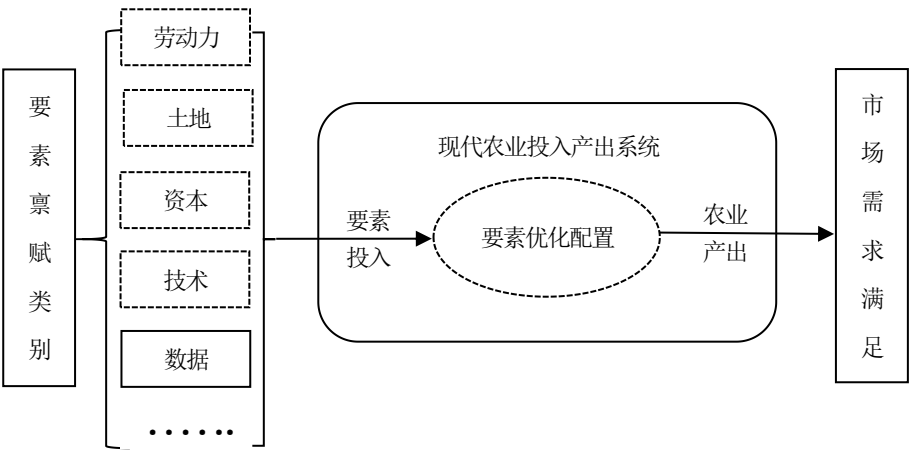 要素禀赋类别
劳动力
土地
资本
技术
数据
······
现代农业投入产出系统
要素
投入
要素优化配置
农业
产出
市场需求满足